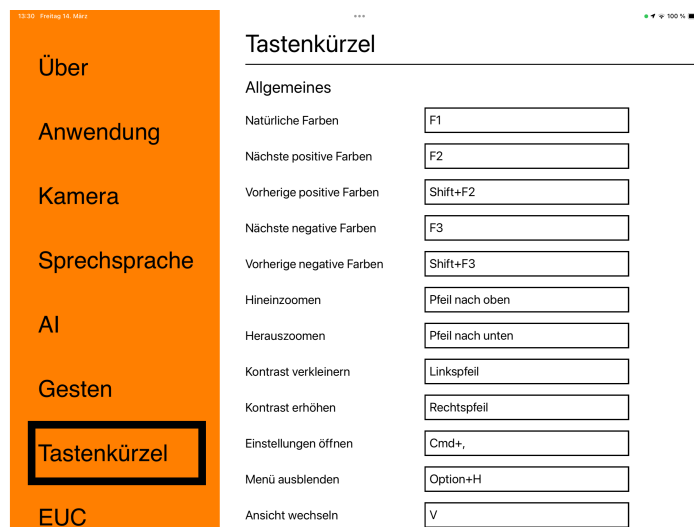 13:30 Freitag 14. März
100 %
Über
Anwendung
Kamera
Sprechsprache
AI
Gesten
Tastenkürzel
EUC
Tastenkürzel
Allgemeines
Natürliche Farben F1
Nächste positive Farben F2
Vorherige positive Farben Shift+F2
Nächste negative Farben F3
Vorherige negative Farben Shift+F3
Hineinzoomen Pfeil nach oben
Herauszoomen Pfeil nach unten
Kontrast verkleinern Linkspfeil
Kontrast erhöhen Rechtspfeil
Einstellungen öffnen Cmd+,
Menü ausblenden Option+H
Ansicht wechseln V